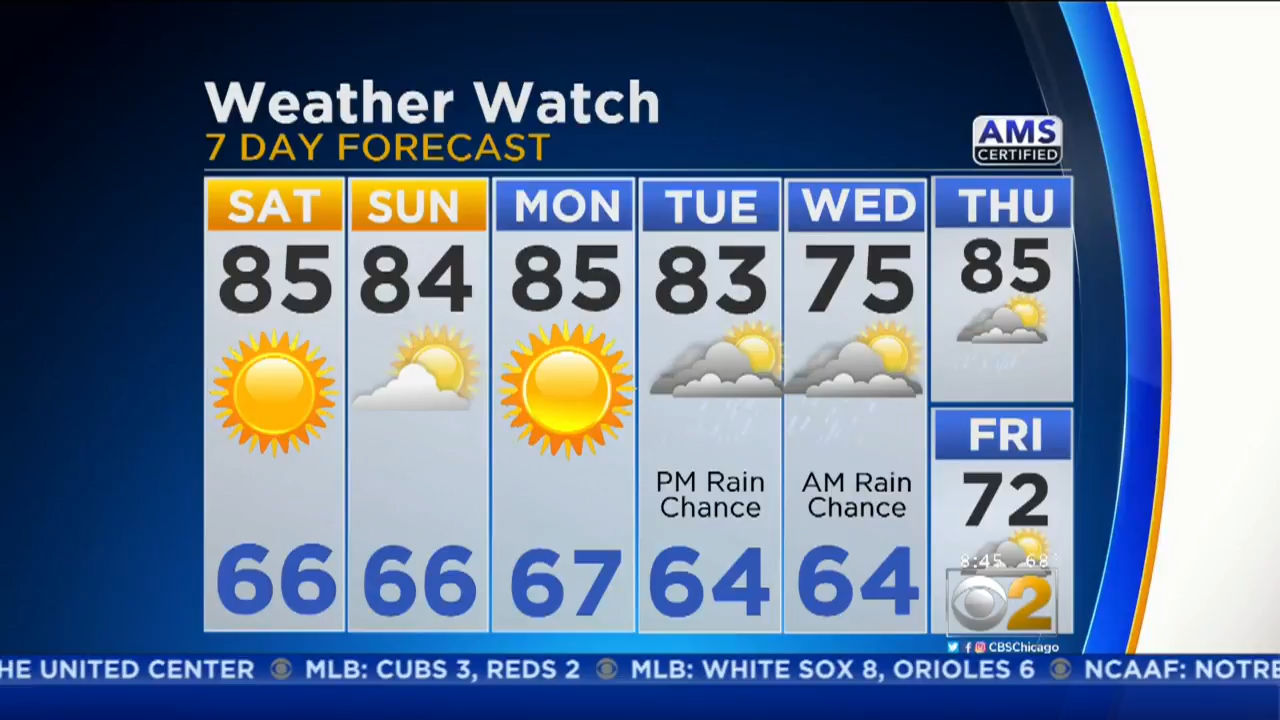 Weather Watch
7 DAY FORECAST
AMS
CERTIFIED
SAT
85
66
SUN
84
66
MON
85
67
TUE
83
PM Rain
Chance
64
WED
75
AM Rain
Chance
64
THU
85
FRI
72
8:45 68°
2
CBSChicago
HE UNITED CENTER MLB: CUBS 3, REDS 2 MLB: WHITE SOX 8, ORIOLES 6 NCAAF: NOTRE